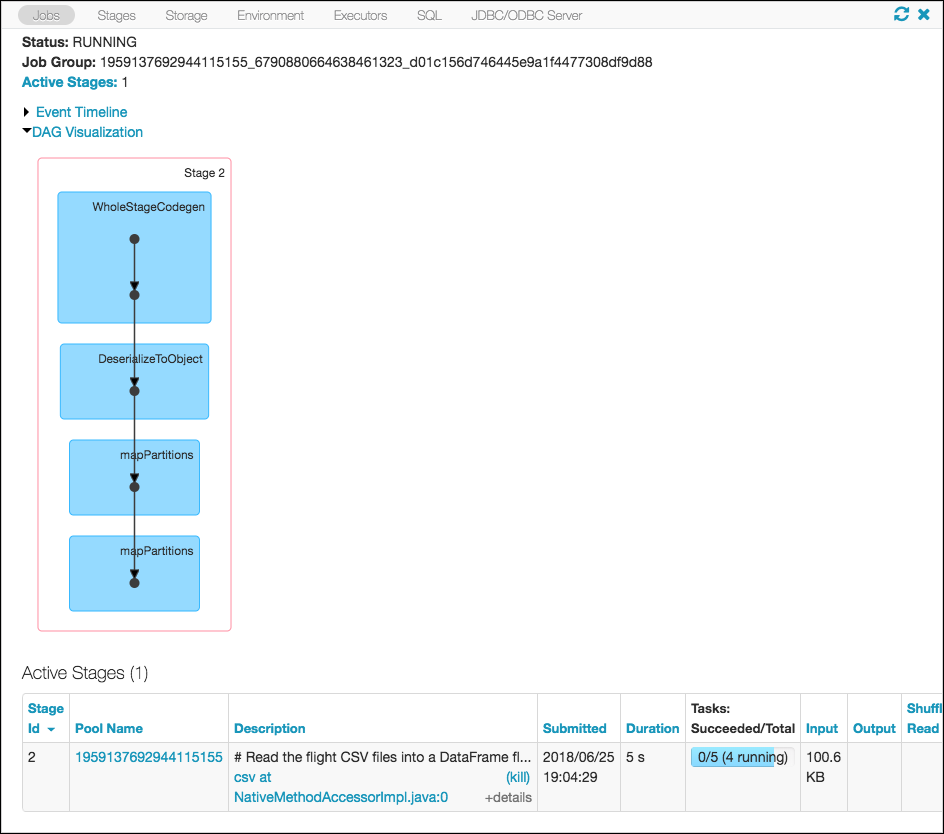 Jobs Stages Storage Environment Executors SQL JDBC/ODBC Server
Status: RUNNING
Job Group: 1959137692944115155_6790880664638461323_d01c156d746445e9a1f4477308df9d88
Active Stages: 1
Event Timeline
DAG Visualization
Stage 2
WholeStageCodegen
DeserializeToObject
mapPartitions
mapPartitions
Active Stages (1)
Stage Tasks: Shuffl
Id Pool Name Description Submitted Duration Succeeded/Total Input Output Read
2 1959137692944115155 # Read the flight CSV files into a DataFrame fl... 2018/06/25 5 s 0/5 (4 running) 100.6
csv at (kill) 19:04:29 KB
NativeMethodAccessorImpl.java:0 +details